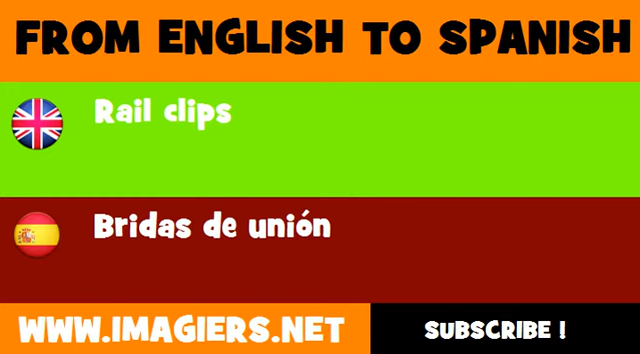 FROM ENGLISH TO SPANISH
Rail clips
Bridas de unión
WWW.IMAGIERS.NET
SUBSCRIBE !